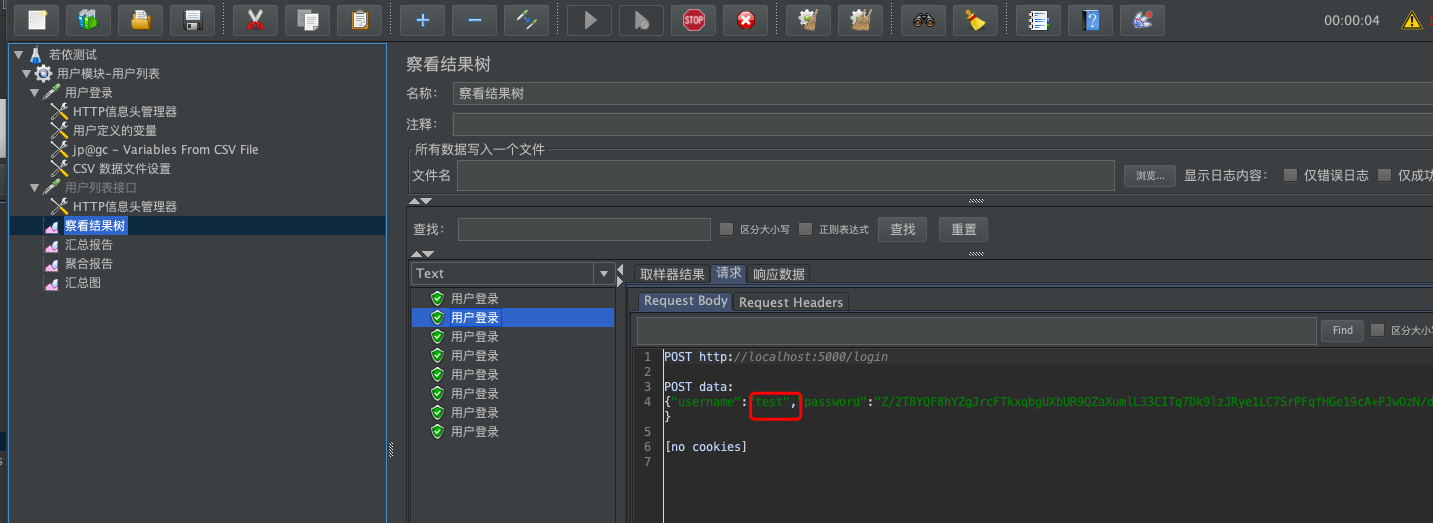 STOP
00:00:04
若依测试
用户模块-用户列表
用户登录
HTTP信息头管理器
用户定义的变量
jp@gc - Variables From CSV File
CSV 数据文件设置
用户列表接口
HTTP信息头管理器
察看结果树
汇总报告
聚合报告
汇总图
察看结果树
名称: 察看结果树
注释:
所有数据写入一个文件
文件名 浏览... 显示日志内容: 仅错误日志 仅成功
查找: 区分大小写 正则表达式 查找 重置
Text
用户登录
用户登录
用户登录
用户登录
用户登录
用户登录
用户登录
用户登录
取样器结果 请求 响应数据
Request Body Request Headers
Find 区分大小写
1 POST http://localhost:5000/login
2
3 POST data:
4 {"username":"test","password":"Z/2T8YQF8hYZgJrcFTkxqbgUXbUR9QZaXumlL33CITq7Dk9lzJRye1LC7SrPFqfHGe19cA+PJwOzN/d
}
5
6 [no cookies]
7